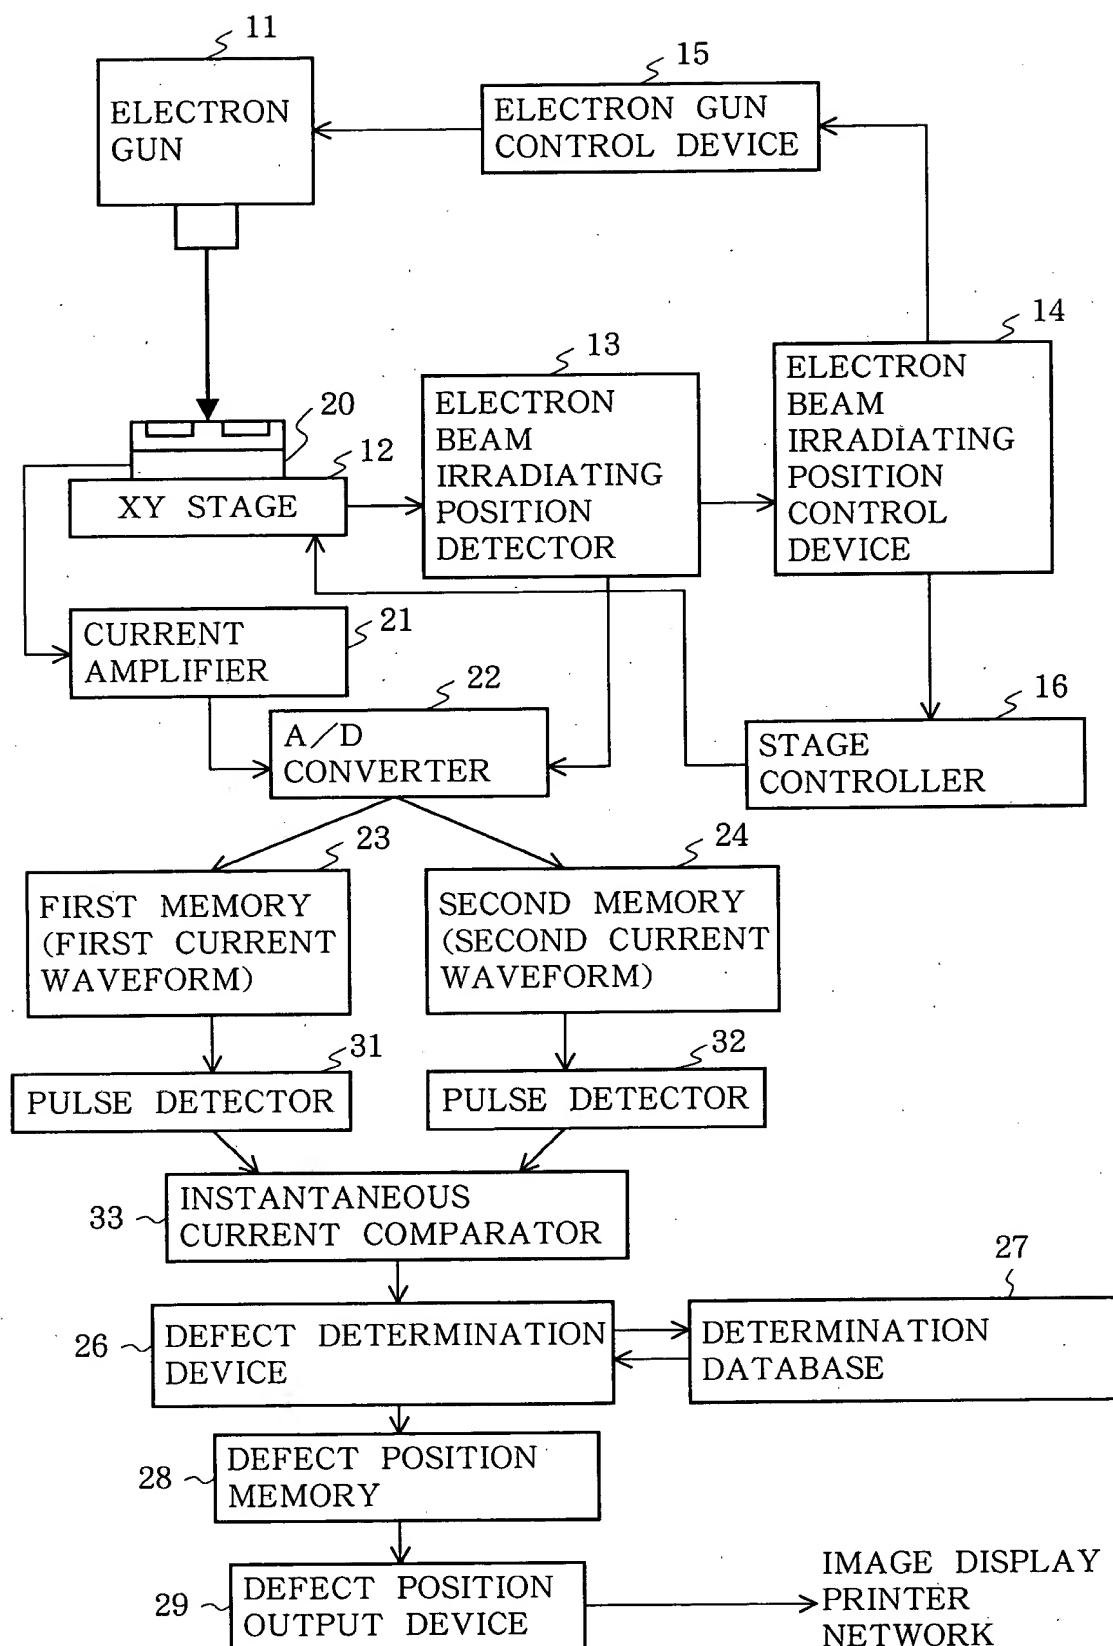 11
ELECTRON
GUN
15
ELECTRON GUN
CONTROL DEVICE
14
ELECTRON
BEAM
IRRADIATING
POSITION
CONTROL
DEVICE
13
ELECTRON
BEAM
IRRADIATING
POSITION
DETECTOR
20
12
XY STAGE
21
CURRENT
AMPLIFIER
22
A/D
CONVERTER
16
STAGE
CONTROLLER
23
FIRST MEMORY
(FIRST CURRENT
WAVEFORM)
24
SECOND MEMORY
(SECOND CURRENT
WAVEFORM)
31
PULSE DETECTOR
32
PULSE DETECTOR
33
INSTANTANEOUS
CURRENT COMPARATOR
26
DEFECT DETERMINATION
DEVICE
27
DETERMINATION
DATABASE
28
DEFECT POSITION
MEMORY
29
DEFECT POSITION
OUTPUT DEVICE
IMAGE DISPLAY
PRINTER
NETWORK